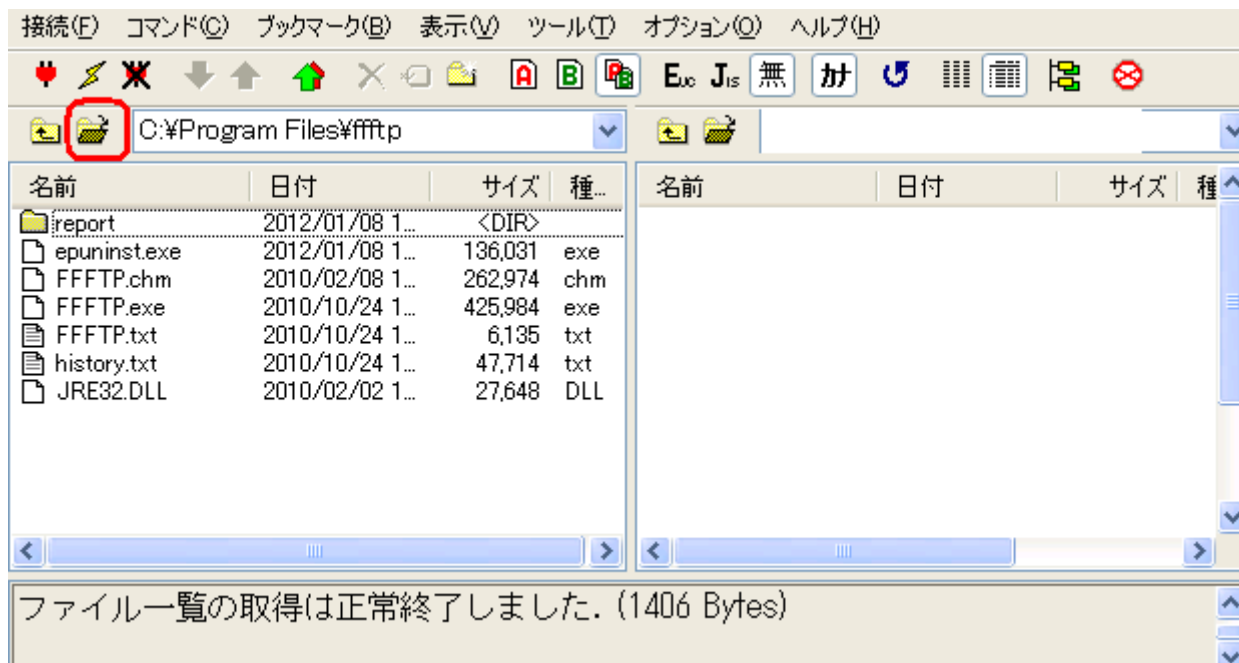 接続(F) コマンド(C) ブックマーク(B) 表示(V) ツール(T) オプション(O) ヘルプ(H)
A B Euc JIS 無 カナ
C:¥Program Files¥ffftp
名前 日付 サイズ 種... 名前 日付 サイズ 種
report 2012/01/08 1... <DIR>
epuninst.exe 2012/01/08 1... 136,031 exe
FFFTP.chm 2010/02/08 1... 262,974 chm
FFFTP.exe 2010/10/24 1... 425,984 exe
FFFTP.txt 2010/10/24 1... 6,135 txt
history.txt 2010/10/24 1... 47,714 txt
JRE32.DLL 2010/02/02 1... 27,648 DLL
ファイル一覧の取得は正常終了しました. (1406 Bytes)